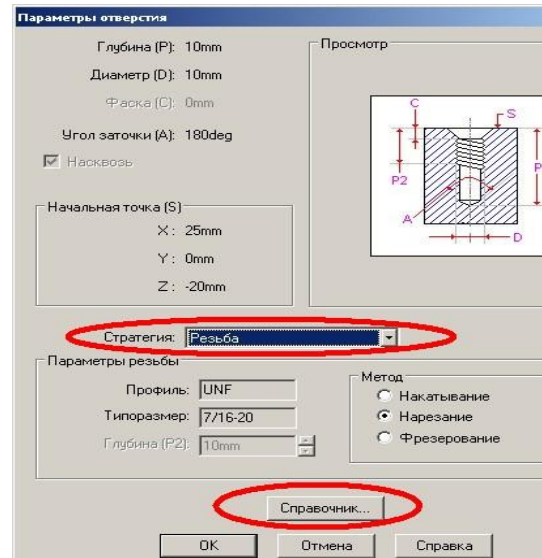 Параметры отверстия
Глубина (P): 10mm
Диаметр (D): 10mm
Фаска (C): 0mm
Угол заточки (A): 180deg
Насквозь
Начальная точка (S)
X: 25mm
Y: 0mm
Z: -20mm
Просмотр
C
S
P2
P
A
D
Стратегия: Резьба
Параметры резьбы
Профиль: UNF
Типоразмер: 7/16-20
Глубина (P2): 10mm
Метод
Накатывание
Нарезание
Фрезерование
Справочник...
OK Отмена Справка